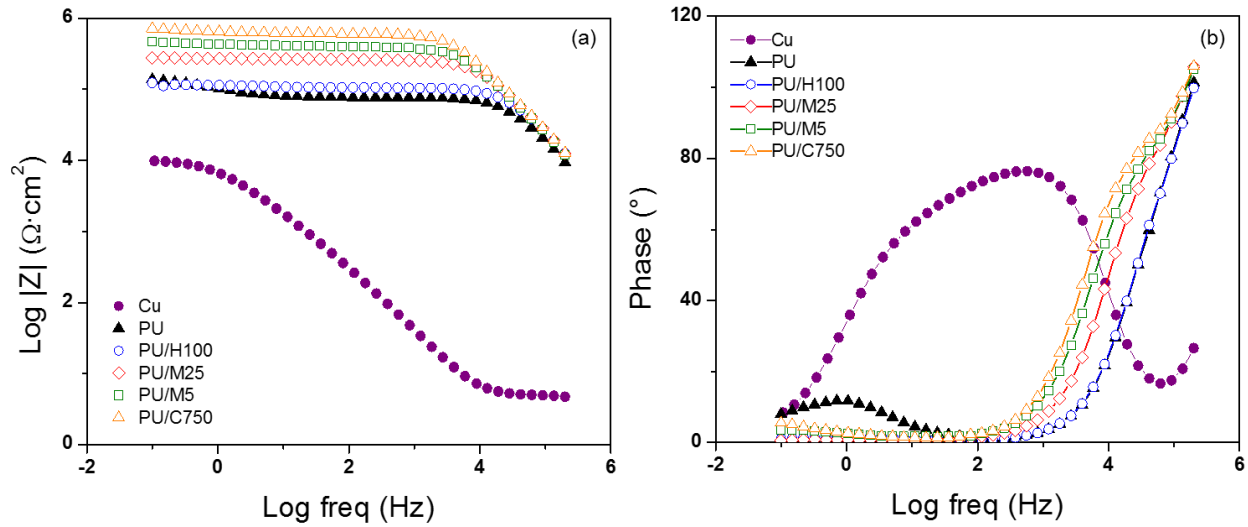 (a)
6
4
2
0
Log |Z| (Ω·cm²)
Cu
PU
PU/H100
PU/M25
PU/M5
PU/C750
-2
0
2
4
6
Log freq (Hz)
(b)
120
80
40
0
Phase (°)
Cu
PU
PU/H100
PU/M25
PU/M5
PU/C750
-2
0
2
4
6
Log freq (Hz)